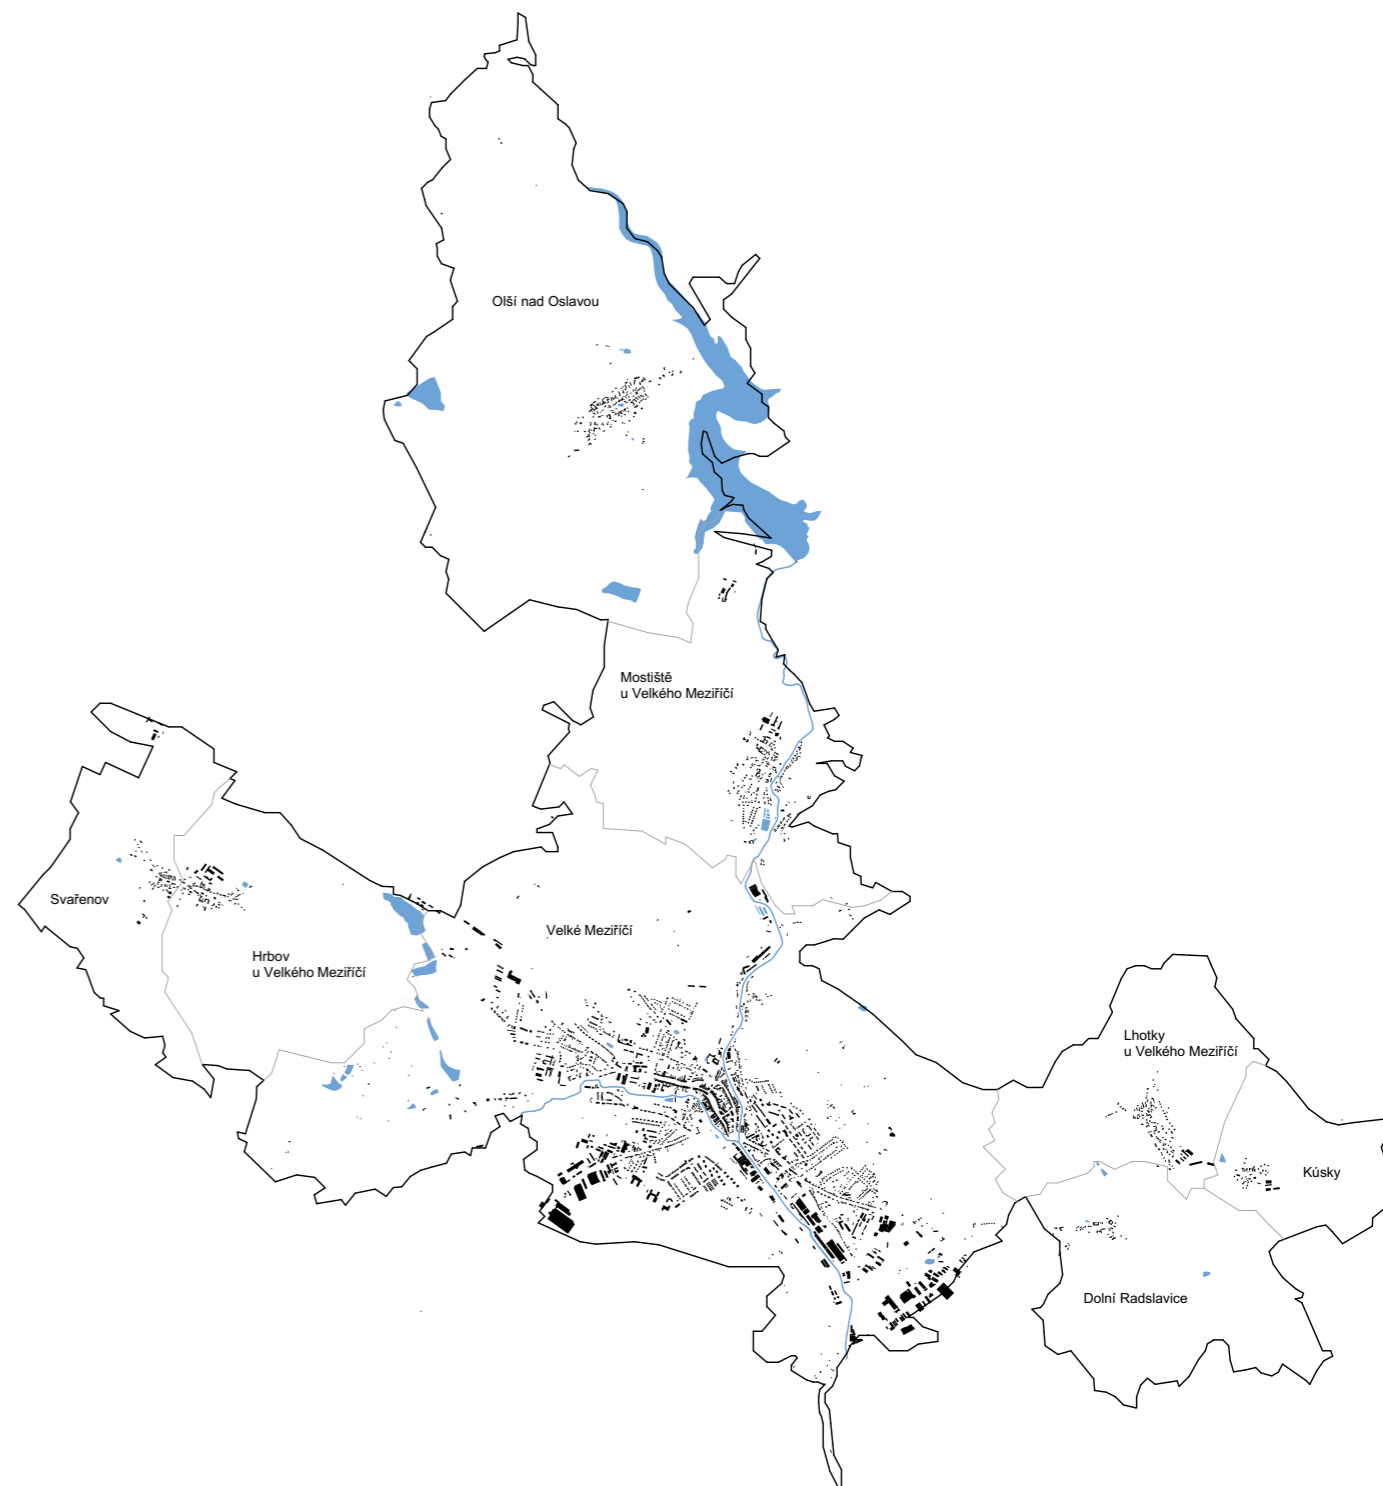 Olší nad Oslavou
Mostiště
u Velkého Meziříčí
Svařenov
Hrbov
u Velkého Meziříčí
Velké Meziříčí
Lhotky
u Velkého Meziříčí
Kúsky
Dolní Radslavice